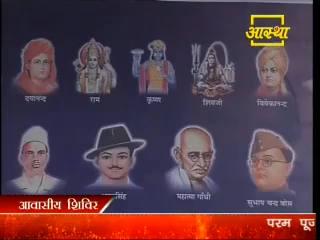 आस्था
दयानन्द राम कृष्ण शिवजी विवेकानन्द
महात्मा गाँधी सुभाष चन्द्र बोस
आवासीय शिविर
परम पूज